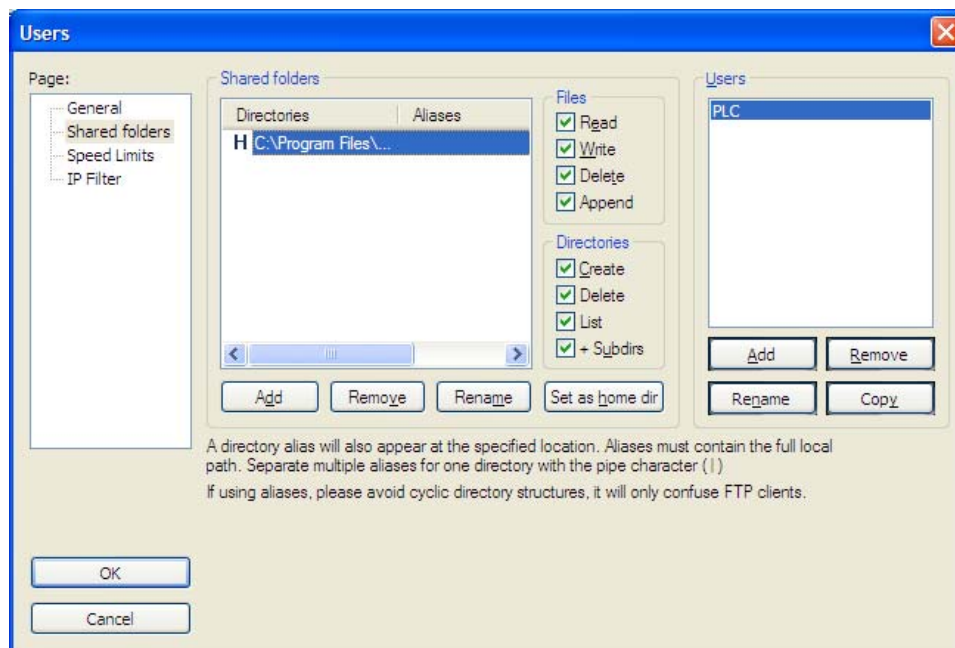 Users
Page:
General
Shared folders
Speed Limits
IP Filter
Shared folders
Directories Aliases
H C:\Program Files\...
Files
Read
Write
Delete
Append
Directories
Create
Delete
List
+ Subdirs
Add Remove Rename Set as home dir
Users
PLC
Add Remove
Rename Copy
A directory alias will also appear at the specified location. Aliases must contain the full local
path. Separate multiple aliases for one directory with the pipe character (|)
If using aliases, please avoid cyclic directory structures, it will only confuse FTP clients.
OK
Cancel